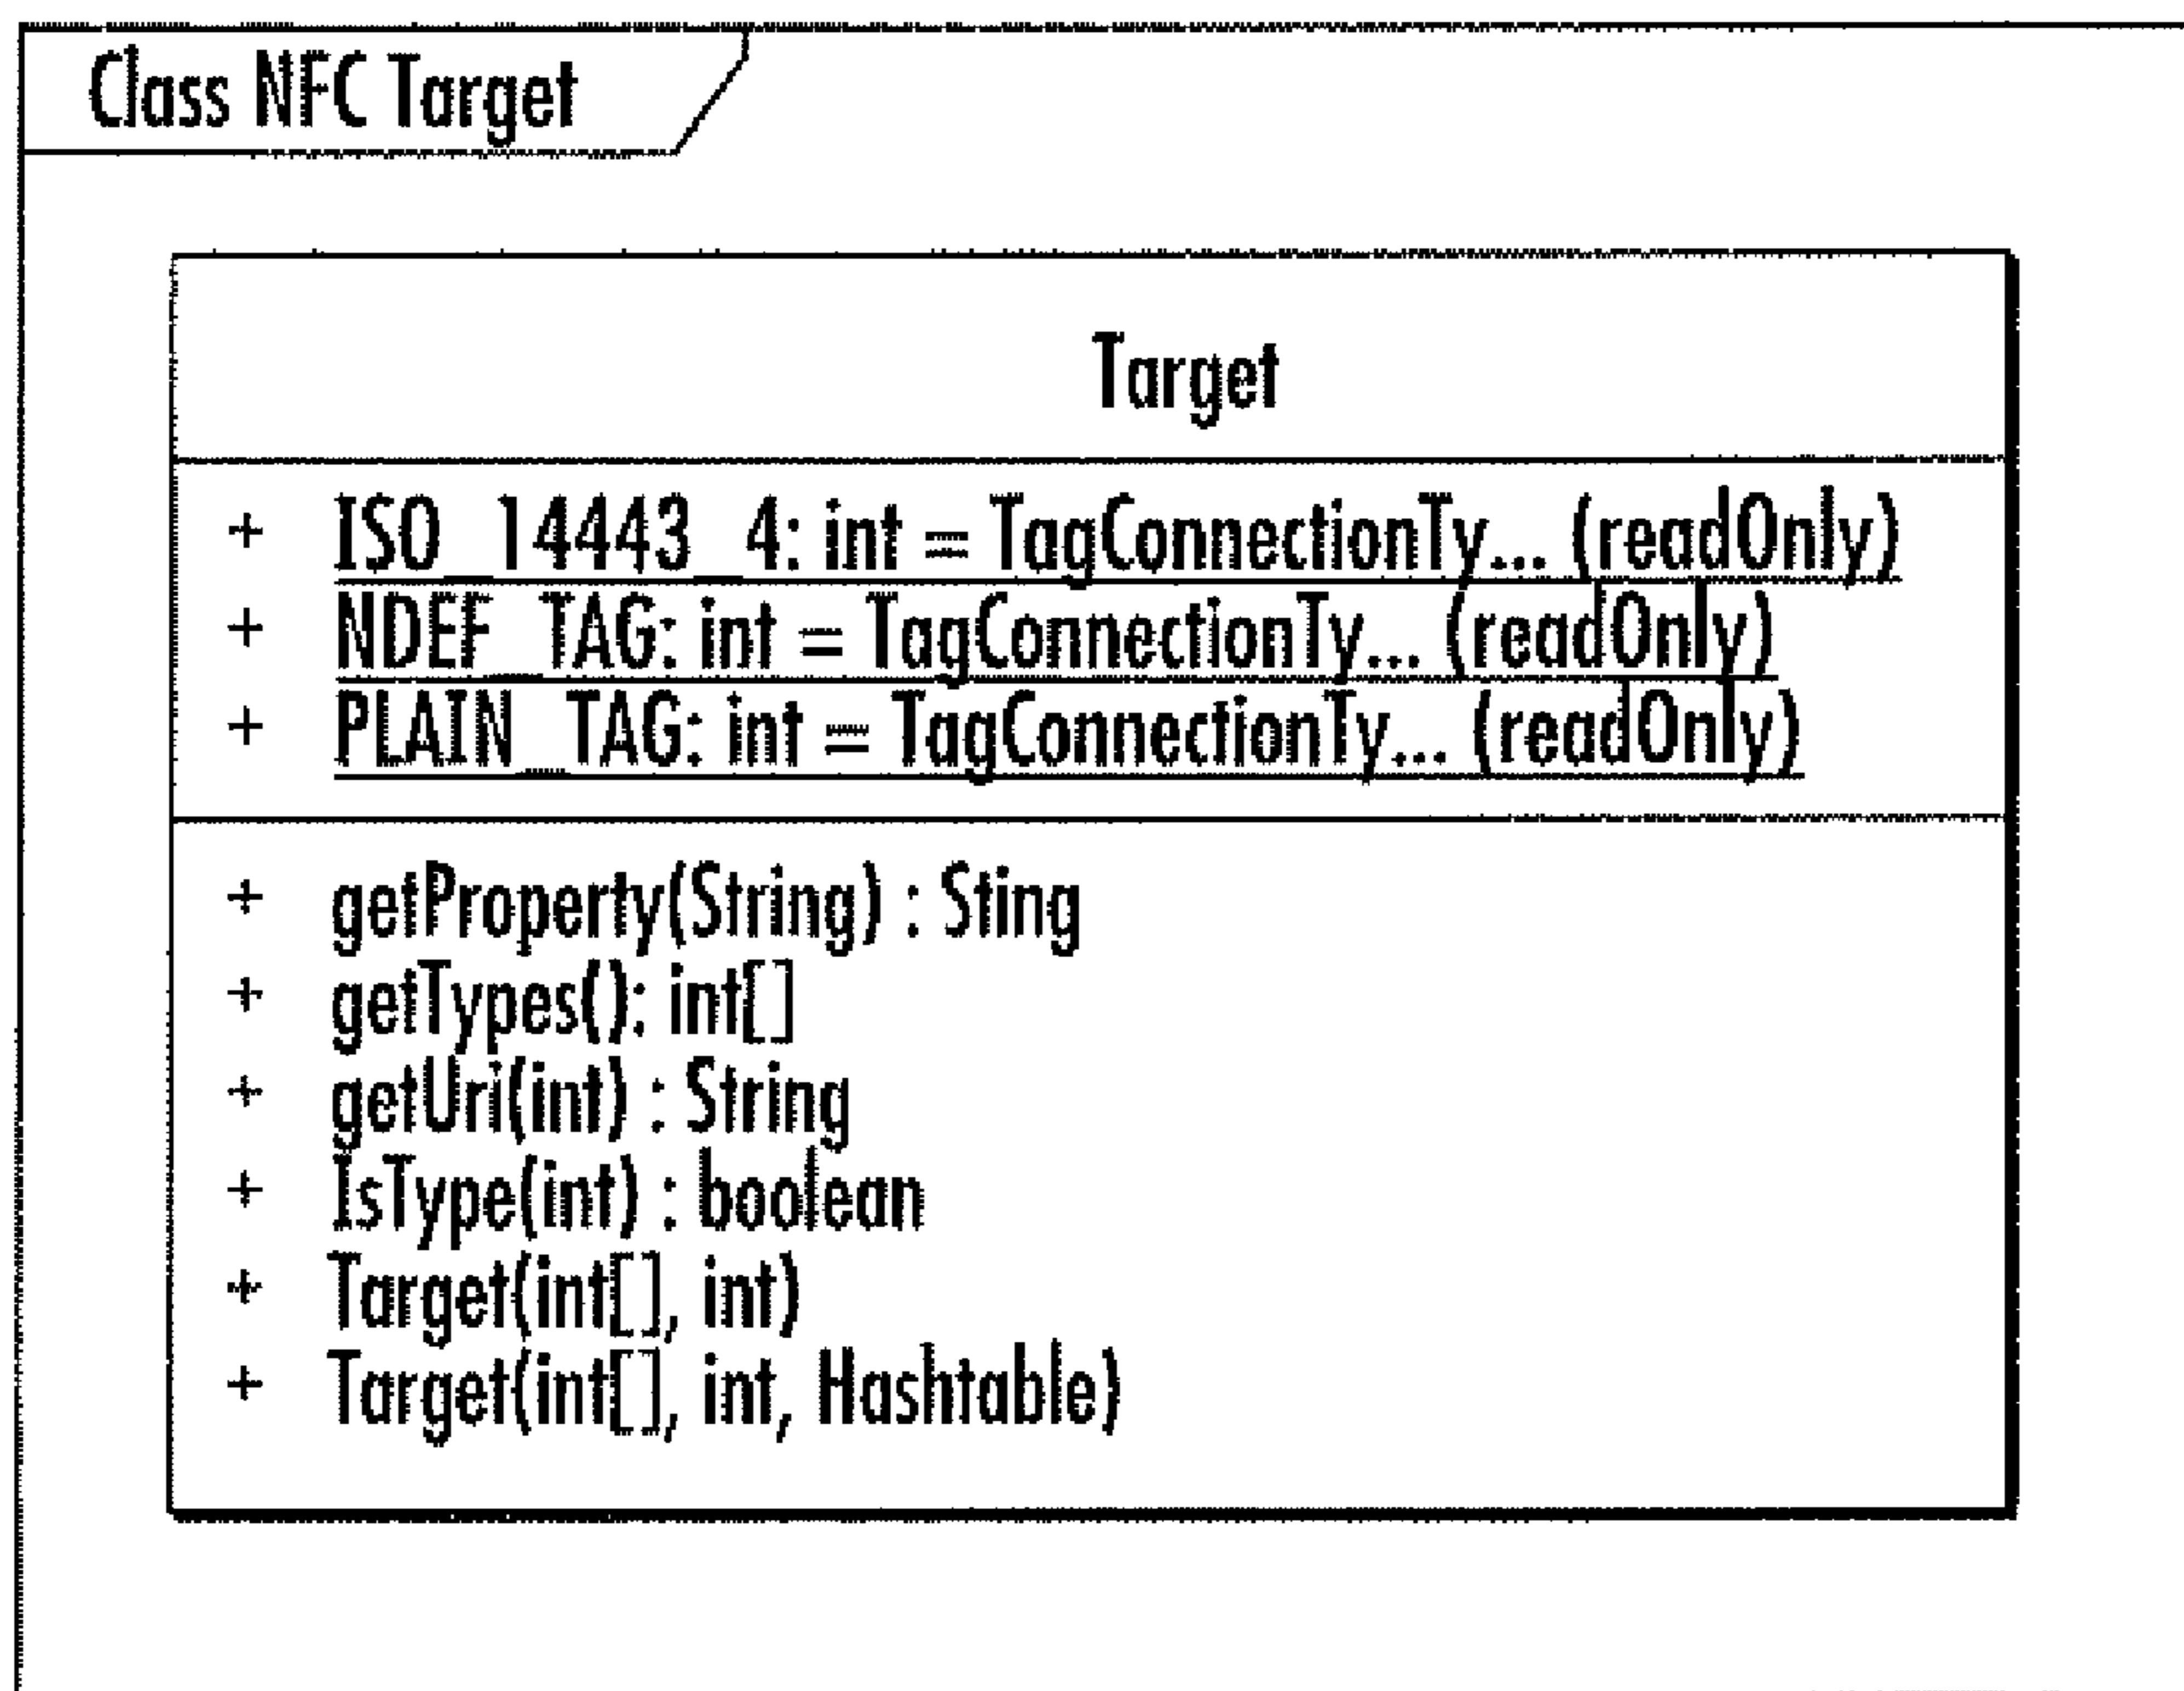 Class NFC Target
Target
+ ISO_14443_4: int = TagConnectionTy... (readOnly)
+ NDEF_TAG: int = TagConnectionTy... (readOnly)
+ PLAIN_TAG: int = TagConnectionTy... (readOnly)
+ getProperty(String) : Sting
+ getTypes(): int[]
+ getUri(int) : String
+ IsType(int) : boolean
+ Target(int[], int)
+ Target(int[], int, Hashtable)